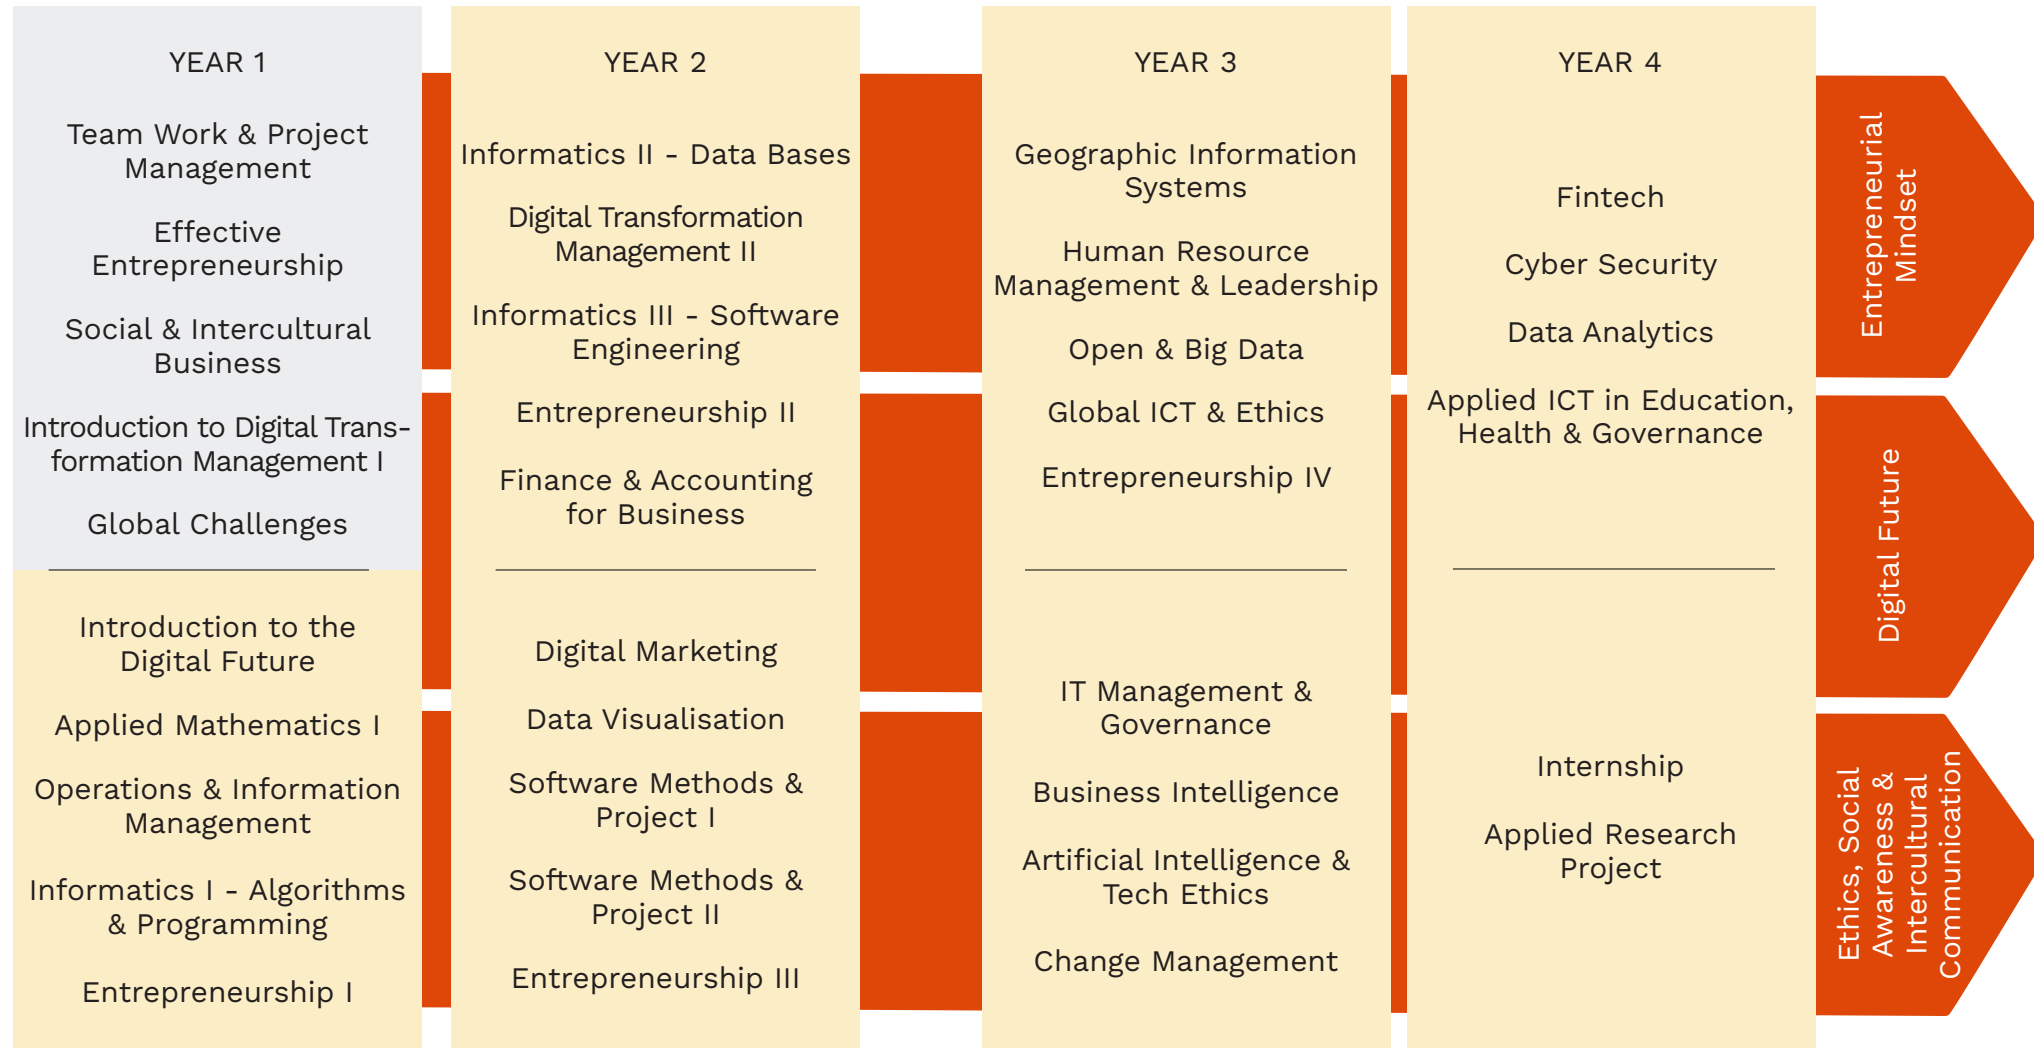 YEAR 1
Team Work & Project
Management
Effective
Entrepreneurship
Social & Intercultural
Business
Introduction to Digital Trans-
formation Management I
Global Challenges
Introduction to the
Digital Future
Applied Mathematics I
Operations & Information
Management
Informatics I - Algorithms
& Programming
Entrepreneurship I
YEAR 2
Informatics II - Data Bases
Digital Transformation
Management II
Informatics III - Software
Engineering
Entrepreneurship II
Finance & Accounting
for Business
Digital Marketing
Data Visualisation
Software Methods &
Project I
Software Methods &
Project II
Entrepreneurship III
YEAR 3
Geographic Information
Systems
Human Resource
Management & Leadership
Open & Big Data
Global ICT & Ethics
Entrepreneurship IV
IT Management &
Governance
Business Intelligence
Artificial Intelligence &
Tech Ethics
Change Management
YEAR 4
Fintech
Cyber Security
Data Analytics
Applied ICT in Education,
Health & Governance
Internship
Applied Research
Project
Entrepreneurial
Mindset
Digital Future
Ethics, Social
Awareness &
Intercultural
Communication